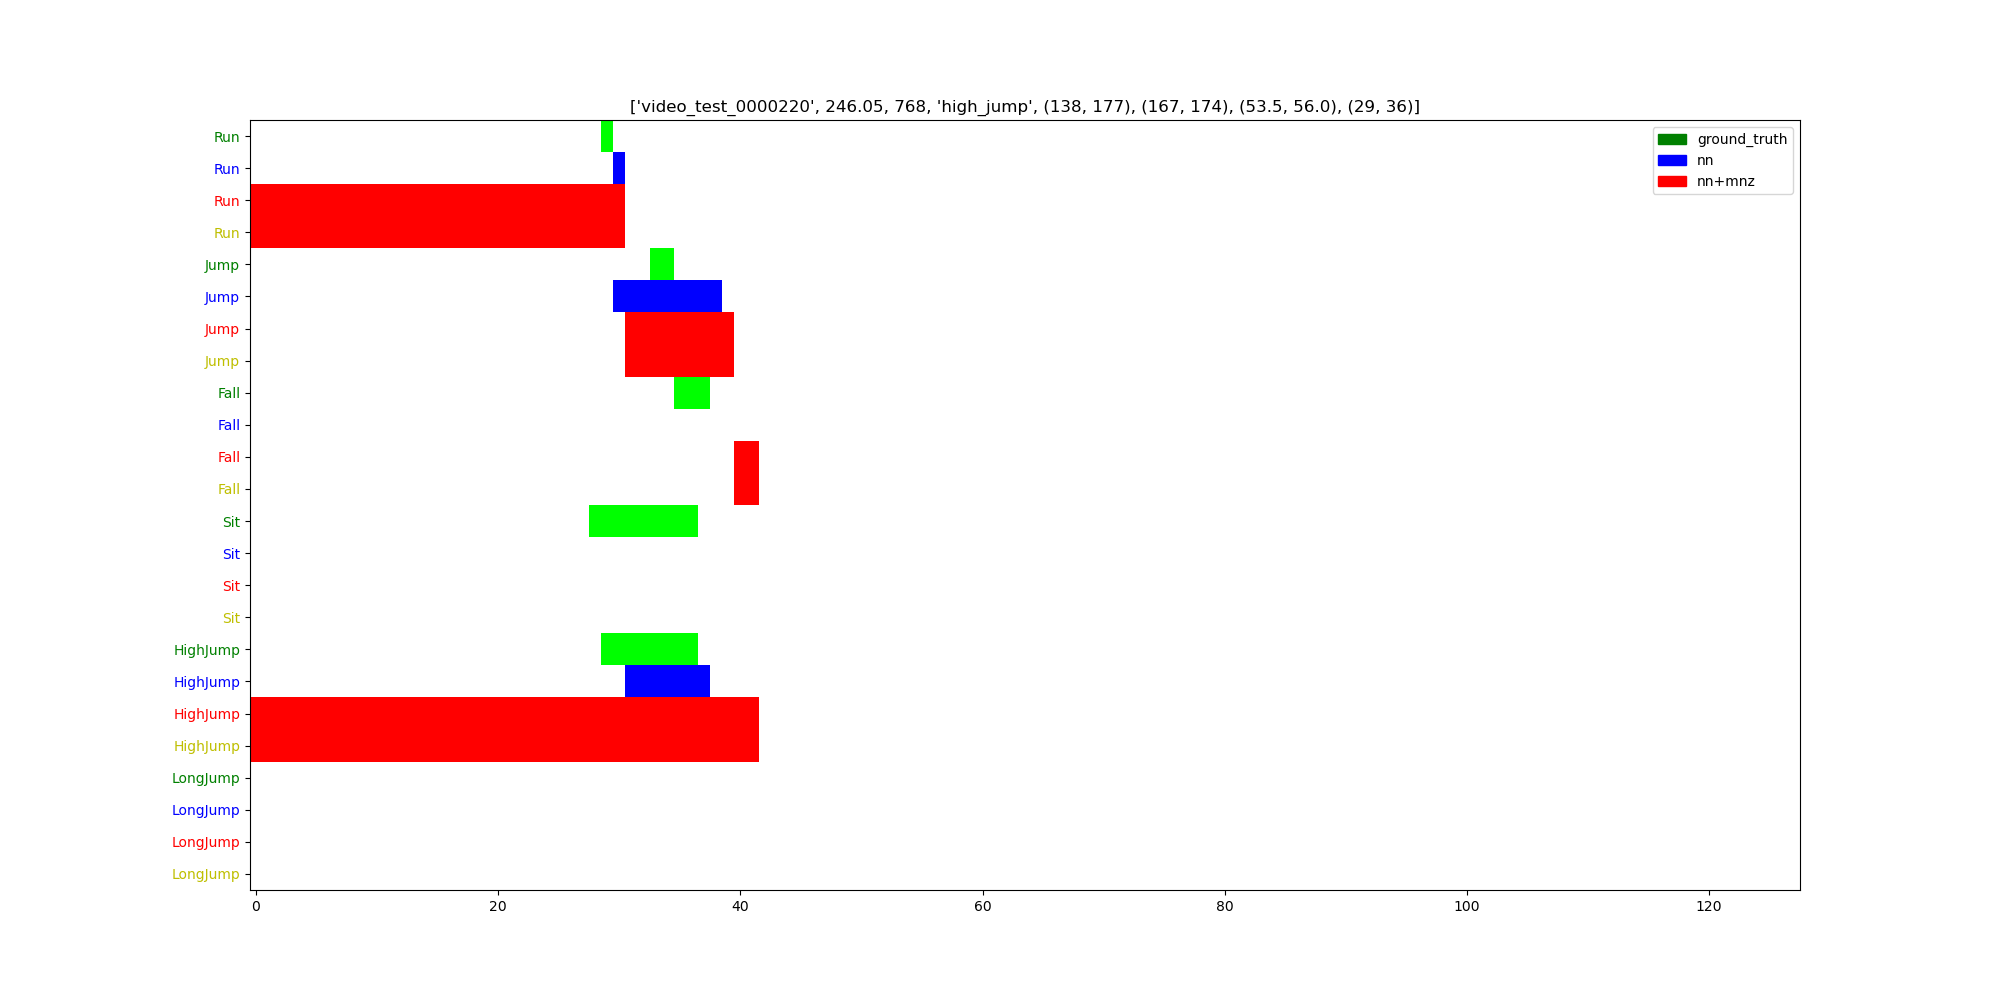 ['video_test_0000220', 246.05, 768, 'high_jump', (138, 177), (167, 174), (53.5, 56.0), (29, 36)]
ground_truth
nn
nn+mnz
Run
Run
Run
Run
Jump
Jump
Jump
Jump
Fall
Fall
Fall
Fall
Sit
Sit
Sit
Sit
HighJump
HighJump
HighJump
HighJump
LongJump
LongJump
LongJump
LongJump
0 20 40 60 80 100 120